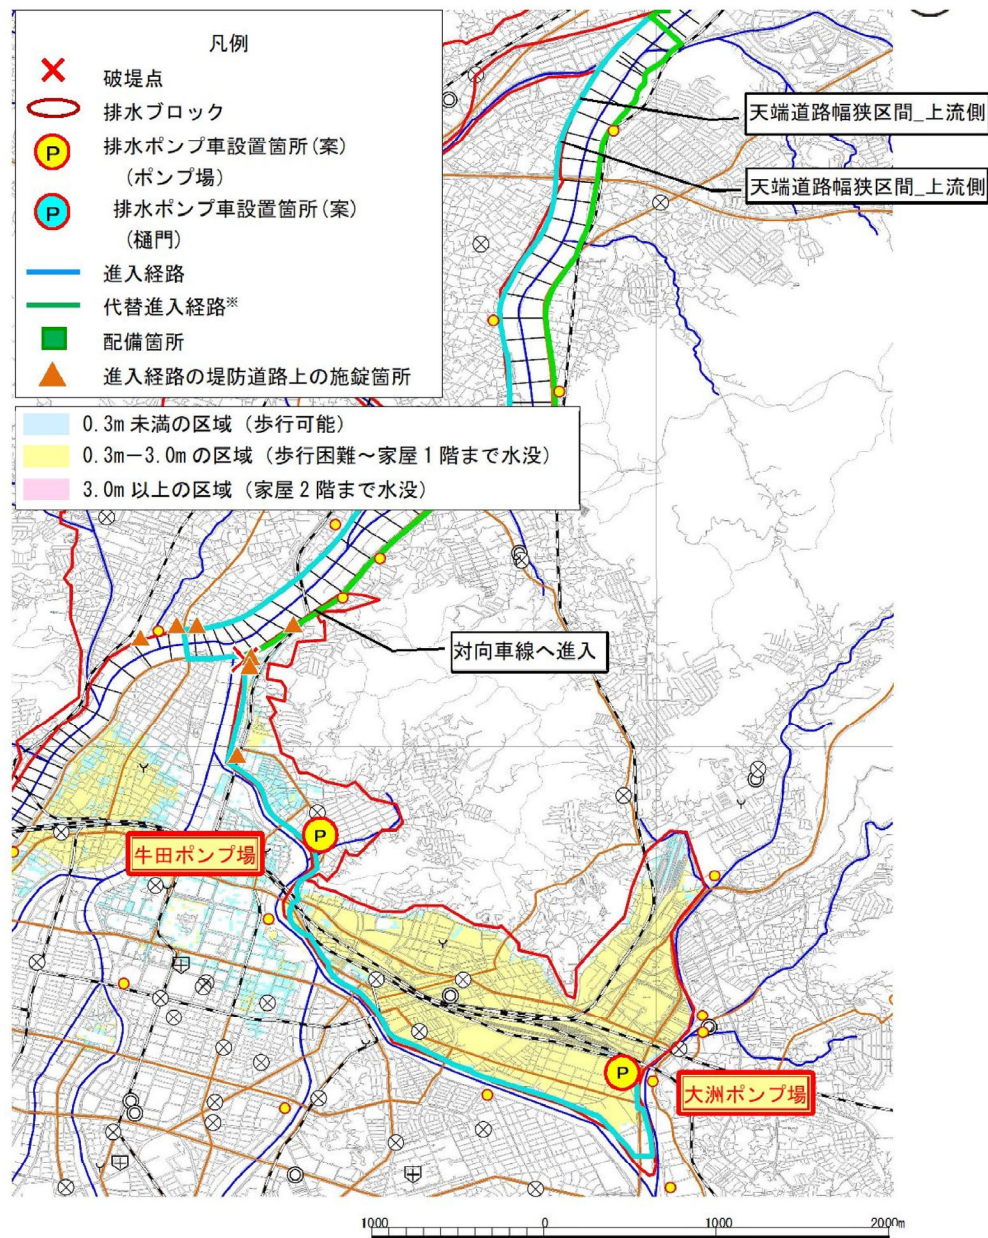 凡例
破堤点
排水ブロック
P
排水ポンプ車設置箇所(案)
(ポンプ場)
P
排水ポンプ車設置箇所(案)
(樋門)
進入経路
代替進入経路※
配備箇所
進入経路の堤防道路上の施錠箇所
0.3m 未満の区域(歩行可能)
0.3m-3.0mの区域(歩行困難~家屋1階まで水没)
3.0m 以上の区域(家屋2階まで水没)
天端道路幅狭区間_上流側
天端道路幅狭区間_上流側
対向車線へ進入
P
牛田ポンプ場
P
大洲ポンプ場
1000 0 1000 2000m